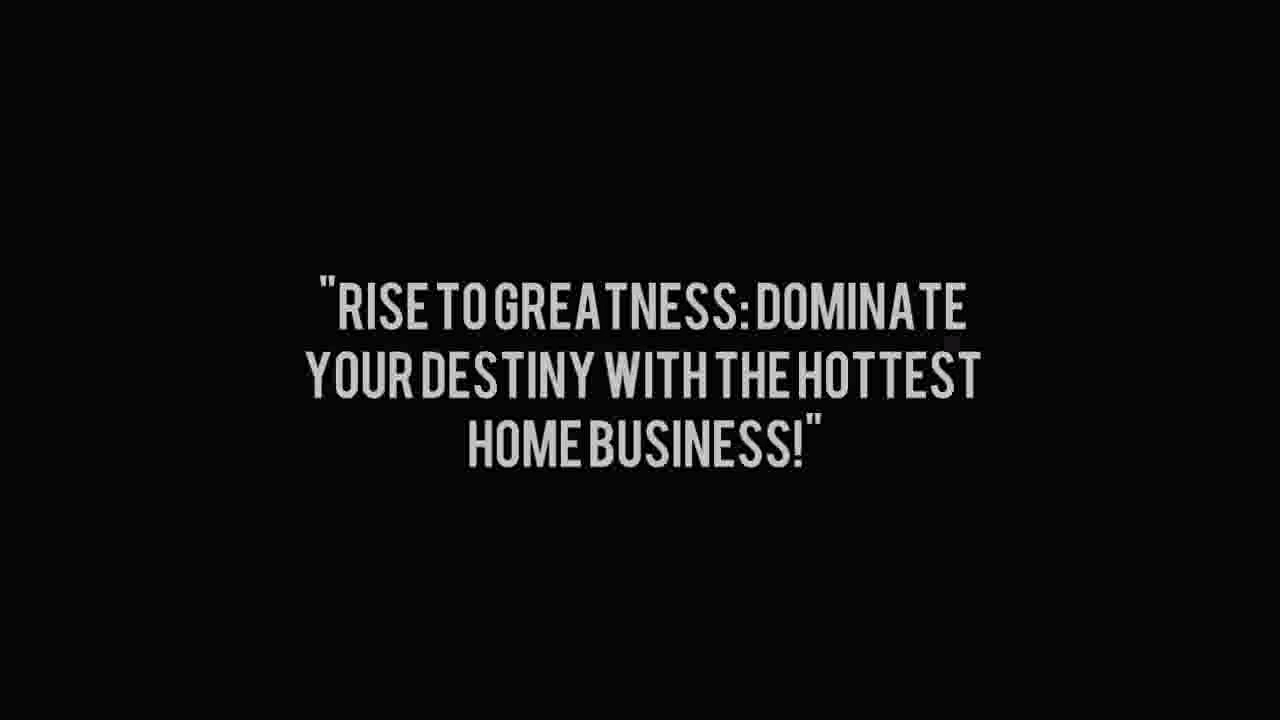 "RISE TO GREATNESS: DOMINATE
YOUR DESTINY WITH THE HOTTEST
HOME BUSINESS!"